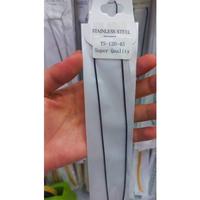 STAINLESS STEEL
YS-120-45
Super Quality